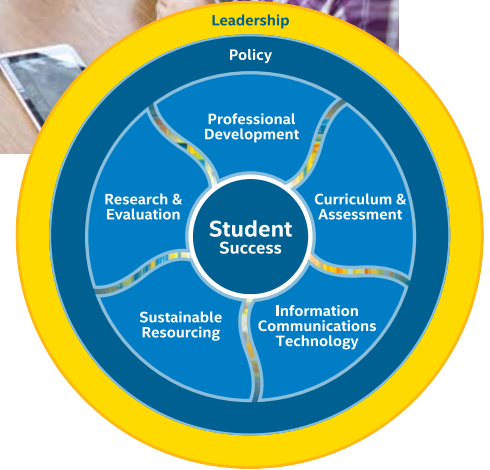 Leadership
Policy
Professional
Development
Research &
Evaluation
Curriculum &
Assessment
Student
Success
Sustainable
Resourcing
Information
Communications
Technology